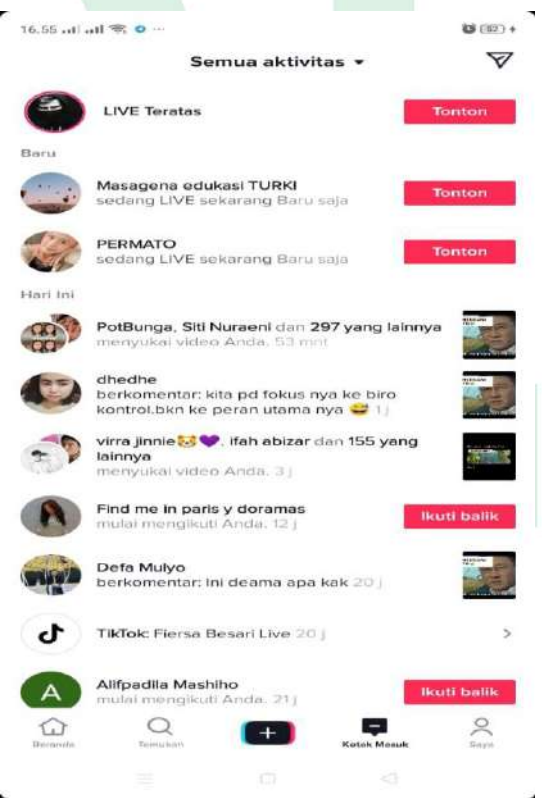 16.55
82
Semua aktivitas
LIVE Teratas
Tonton
Baru
Masagena edukasi TURKI
sedang LIVE sekarang Baru saja
Tonton
PERMATO
sedang LIVE sekarang Baru saja
Tonton
Hari Ini
PotBunga, Siti Nuraeni dan 297 yang lainnya
menyukai video Anda. 53 mnt
dhedhe
berkomentar: kita pd fokus nya ke biro
kontrol.bkn ke peran utama nya 😅 1 j
virra jinnie🐯💜, ifah abizar dan 155 yang
lainnya
menyukai video Anda. 3 j
Find me in paris y doramas
mulai mengikuti Anda. 12 j
Ikuti balik
Defa Mulyo
berkomentar: Ini deama apa kak 20 j
TikTok: Fiersa Besari Live 20 j
A
Alifpadila Mashiho
mulai mengikuti Anda. 21 j
Ikuti balik
Beranda
Temukan
Kotak Masuk
Saya